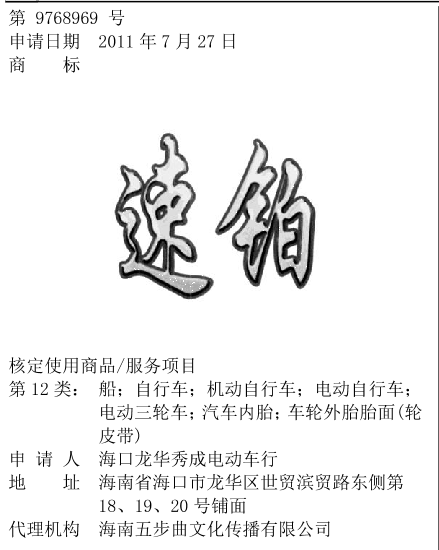 第 9768969 号
申请日期 2011 年 7 月 27 日
商 标
速铂
核定使用商品/服务项目
第 12 类： 船；自行车；机动自行车；电动自行车；
电动三轮车；汽车内胎；车轮外胎胎面(轮
皮带)
申 请 人 海口龙华秀成电动车行
地 址 海南省海口市龙华区世贸滨贸路东侧第
18、19、20 号铺面
代理机构 海南五步曲文化传播有限公司